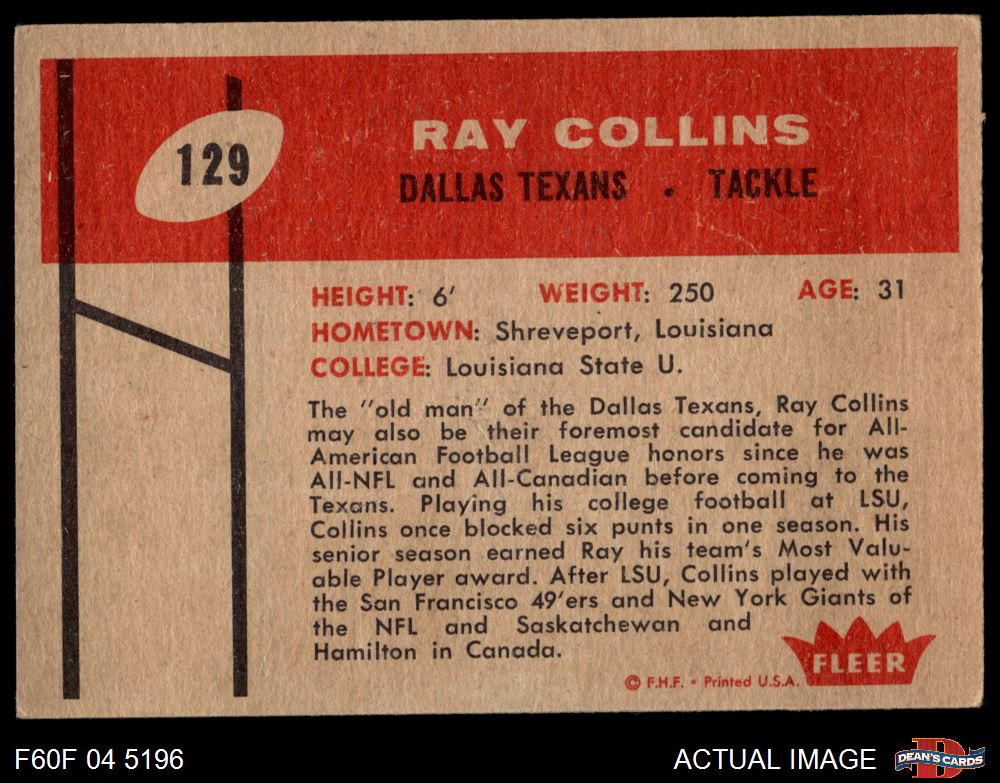 129
RAY COLLINS
DALLAS TEXANS . TACKLE
HEIGHT: 6' WEIGHT: 250 AGE: 31
HOMETOWN: Shreveport, Louisiana
COLLEGE: Louisiana State U.
The "old man" of the Dallas Texans, Ray Collins
may also be their foremost candidate for All-
American Football League honors since he was
All-NFL and All-Canadian before coming to the
Texans. Playing his college football at LSU,
Collins once blocked six punts in one season. His
senior season earned Ray his team's Most Valu-
able Player award. After LSU, Collins played with
the San Francisco 49'ers and New York Giants of
the NFL and Saskatchewan and
Hamilton in Canada.
FLEER
© F.H.F. • Printed U.S.A.
F60F 04 5196
ACTUAL IMAGE
D
DEAN'S CARDS